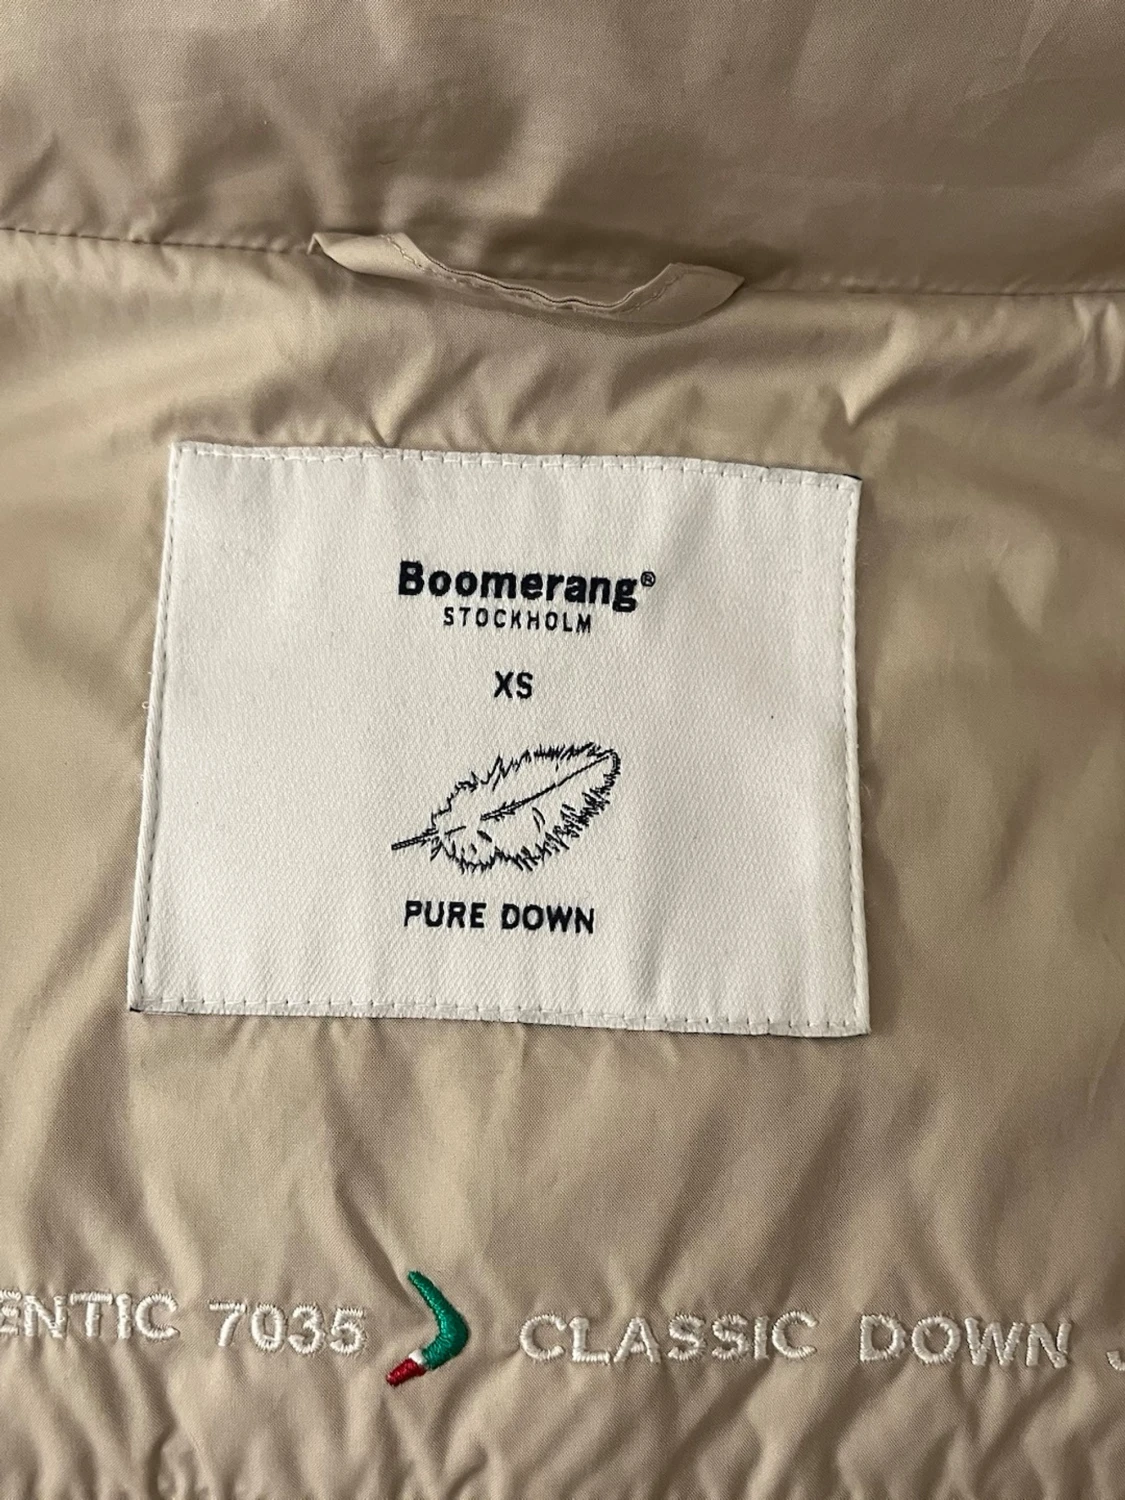 Boomerang®
STOCKHOLM
XS
PURE DOWN
ENTIC 7035 CLASSIC DOWN J